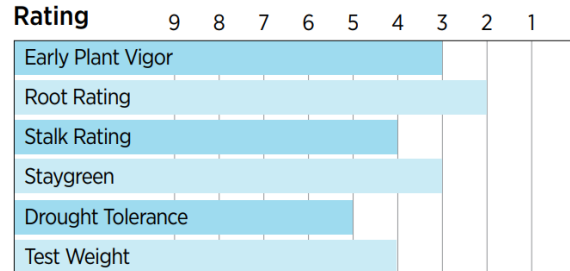 Rating 9 8 7 6 5 4 3 2 1
Early Plant Vigor
Root Rating
Stalk Rating
Staygreen
Drought Tolerance
Test Weight